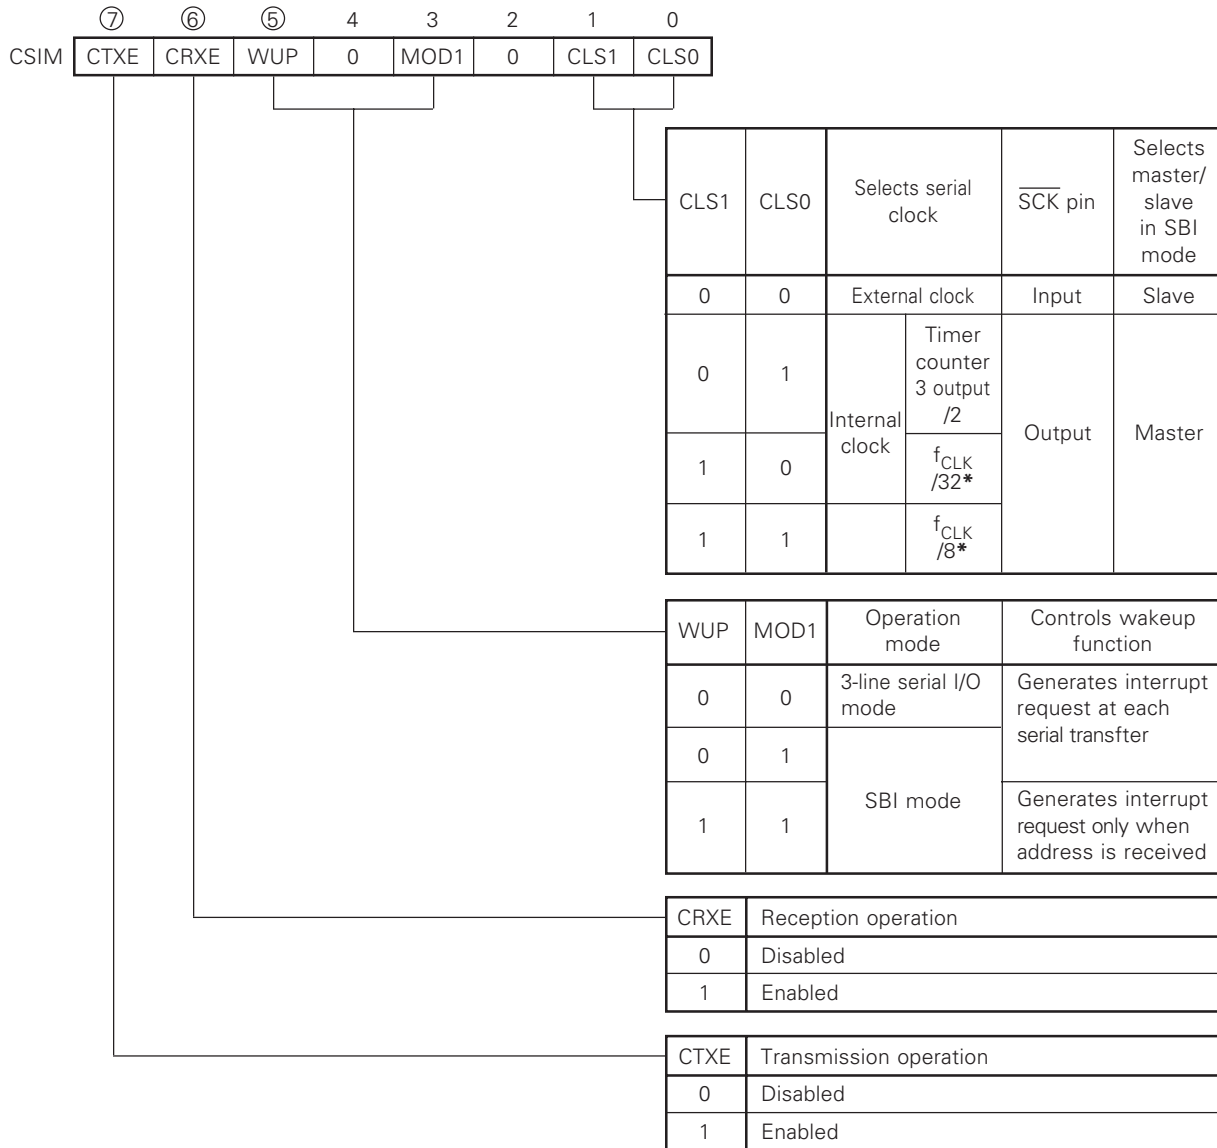 ⑦ ⑥ ⑤ 4 3 2 1 0
CSIM CTXE CRXE WUP 0 MOD1 0 CLS1 CLS0
CLS1 CLS0 Selects serial clock SCK pin Selects master/ slave in SBI mode
0 0 External clock Input Slave
0 1 Internal clock Timer counter 3 output /2 Output Master
1 0 fCLK /32*
1 1 fCLK /8*
WUP MOD1 Operation mode Controls wakeup function
0 0 3-line serial I/O mode Generates interrupt request at each serial transfter
0 1 SBI mode
1 1 Generates interrupt request only when address is received
CRXE Reception operation
0 Disabled
1 Enabled
CTXE Transmission operation
0 Disabled
1 Enabled